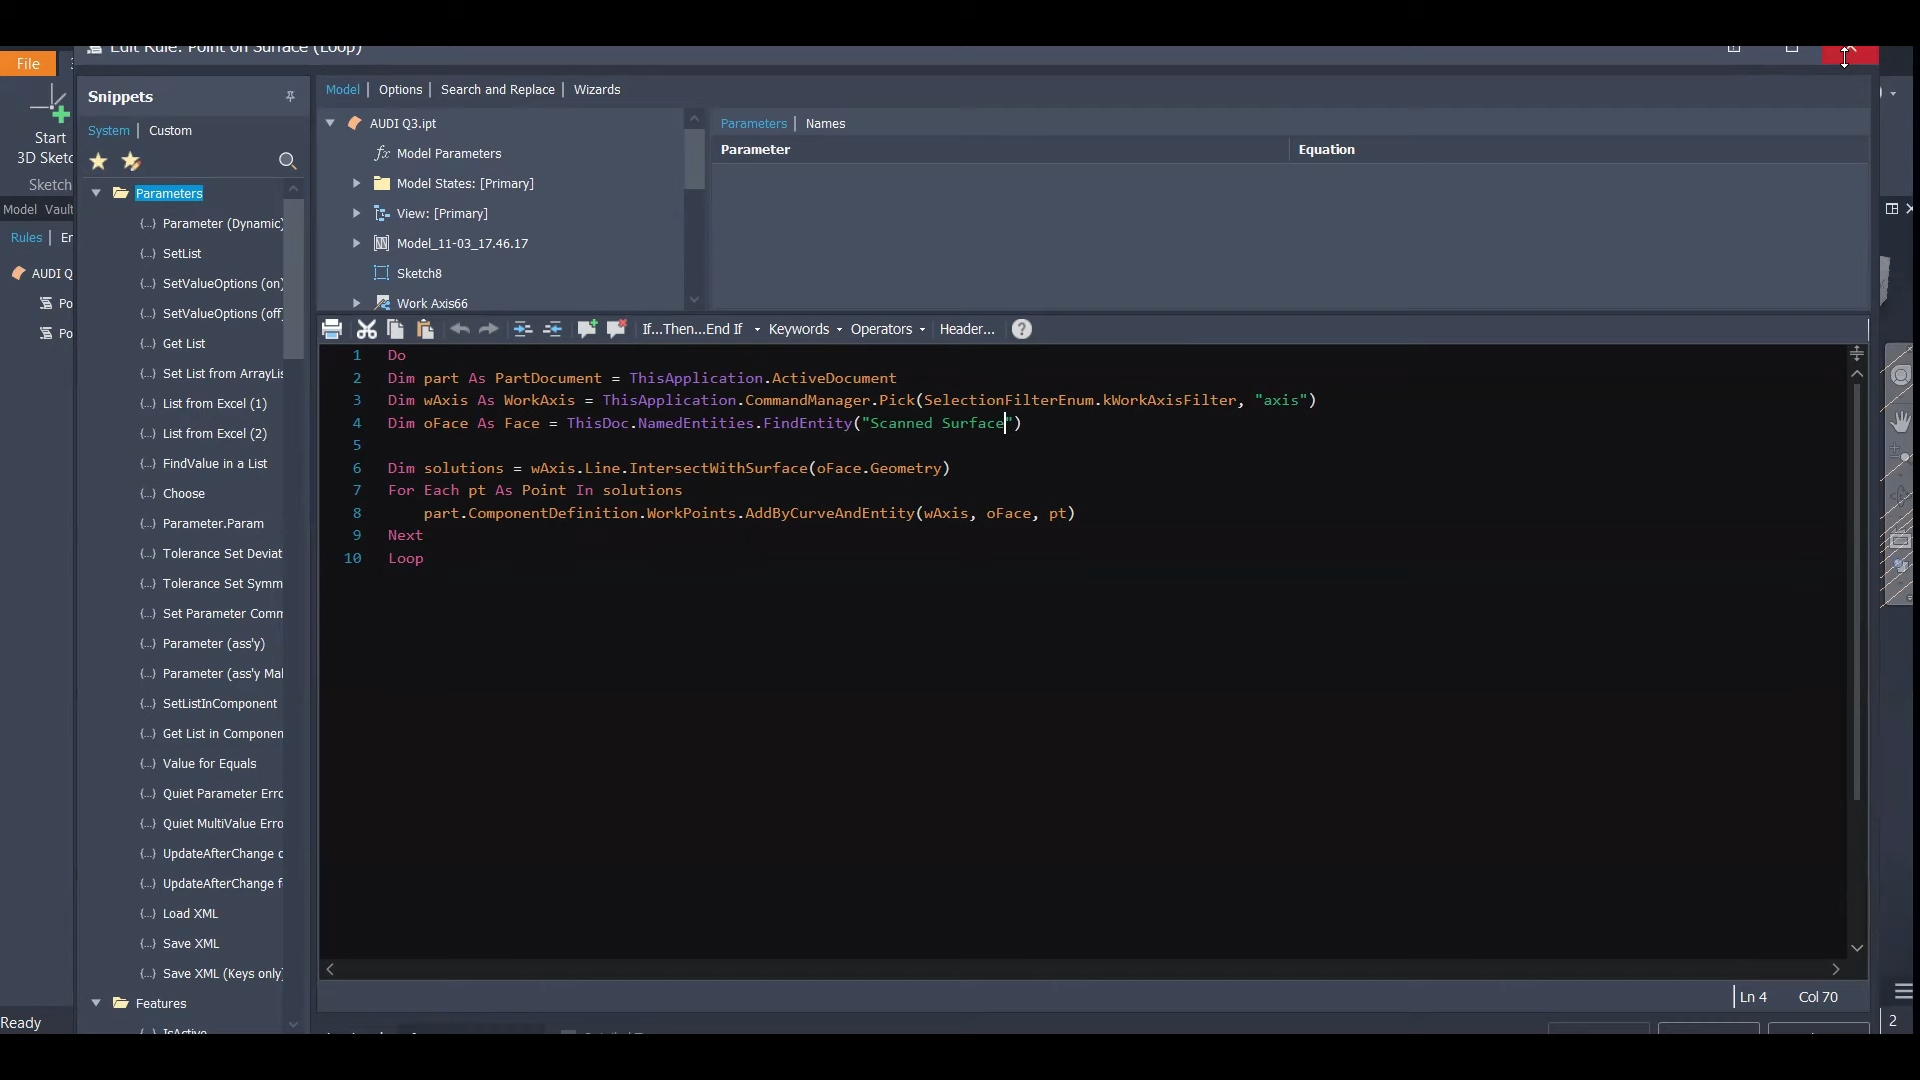 Edit Rule: Point on Surface (Loop)
File
Start
3D Sketc
Sketch
Model Vault
Rules
AUDI Q
Po
Po
Ready
Snippets
System
Custom
Parameters
{...} Parameter (Dynamic)
{...} SetList
{...} SetValueOptions (on)
{...} SetValueOptions (off
{...} Get List
{...} Set List from ArrayLis
{...} List from Excel (1)
{...} List from Excel (2)
{...} FindValue in a List
{...} Choose
{...} Parameter.Param
{...} Tolerance Set Deviat
{...} Tolerance Set Symm
{...} Set Parameter Comm
{...} Parameter (ass'y)
{...} Parameter (ass'y Mal
{...} SetListInComponent
{...} Get List in Componen
{...} Value for Equals
{...} Quiet Parameter Erro
{...} Quiet MultiValue Erro
{...} UpdateAfterChange o
{...} UpdateAfterChange f
{...} Load XML
{...} Save XML
{...} Save XML (Keys only)
Features
{...} IsActive
Model | Options | Search and Replace | Wizards
AUDI Q3.ipt
fx Model Parameters
Model States: [Primary]
View: [Primary]
Model_11-03_17.46.17
Sketch8
Work Axis66
Parameters | Names
Parameter Equation
If...Then...End If Keywords Operators Header...
1 Do
2 Dim part As PartDocument = ThisApplication.ActiveDocument
3 Dim wAxis As WorkAxis = ThisApplication.CommandManager.Pick(SelectionFilterEnum.kWorkAxisFilter, "axis")
4 Dim oFace As Face = ThisDoc.NamedEntities.FindEntity("Scanned Surface")
5
6 Dim solutions = wAxis.Line.IntersectWithSurface(oFace.Geometry)
7 For Each pt As Point In solutions
8 part.ComponentDefinition.WorkPoints.AddByCurveAndEntity(wAxis, oFace, pt)
9 Next
10 Loop
Ln 4 Col 70
2